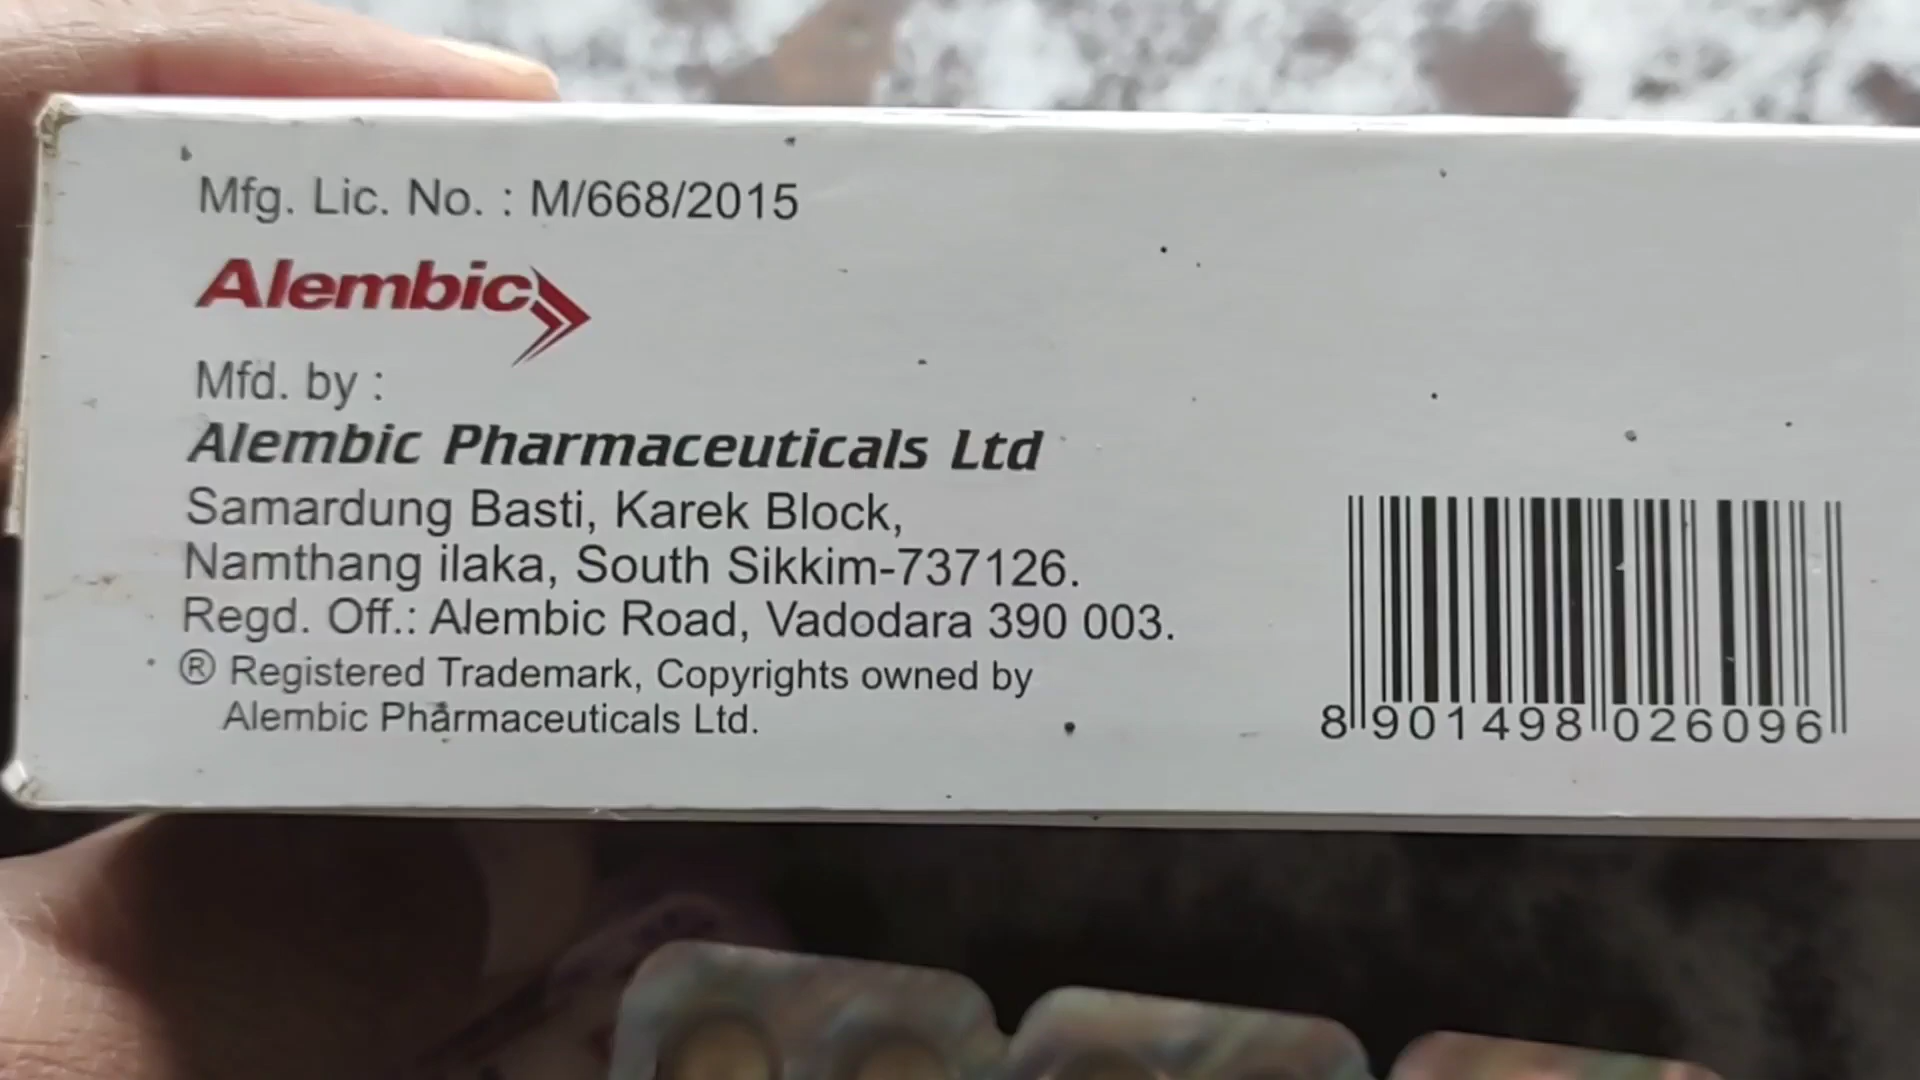 Mfg. Lic. No. : M/668/2015
Alembic
Mfd. by :
Alembic Pharmaceuticals Ltd
Samardung Basti, Karek Block,
Namthang ilaka, South Sikkim-737126.
Regd. Off.: Alembic Road, Vadodara 390 003.
® Registered Trademark, Copyrights owned by
Alembic Pharmaceuticals Ltd.
8 901498 026096